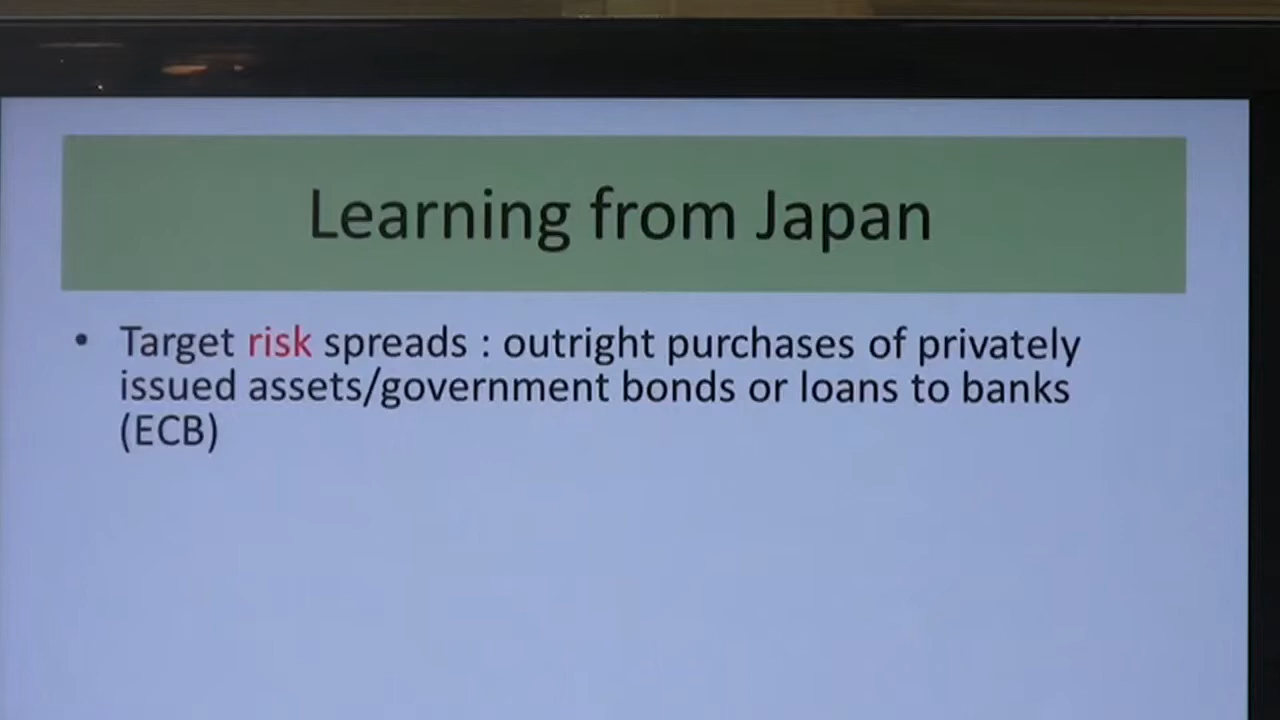 Learning from Japan
• Target risk spreads : outright purchases of privately
issued assets/government bonds or loans to banks
(ECB)